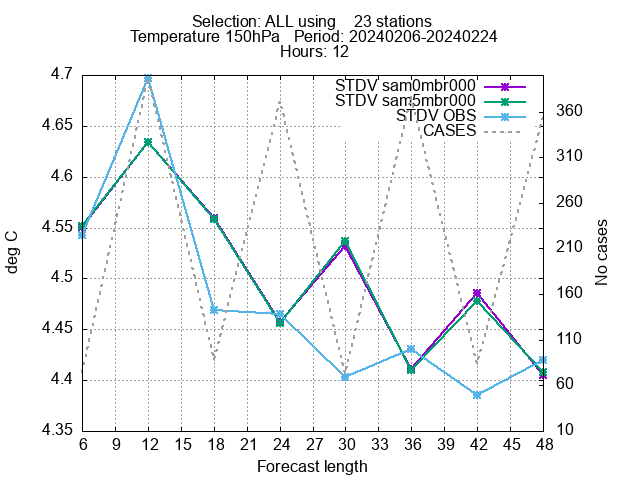 Selection: ALL using 23 stations
Temperature 150hPa Period: 20240206-20240224
Hours: 12
STDV sam0mbr000
STDV sam5mbr000
STDV OBS
CASES
4.7
4.65
4.6
4.55
4.5
4.45
4.4
4.35
deg C
360
310
260
210
160
110
60
10
No cases
6 9 12 15 18 21 24 27 30 33 36 39 42 45 48
Forecast length